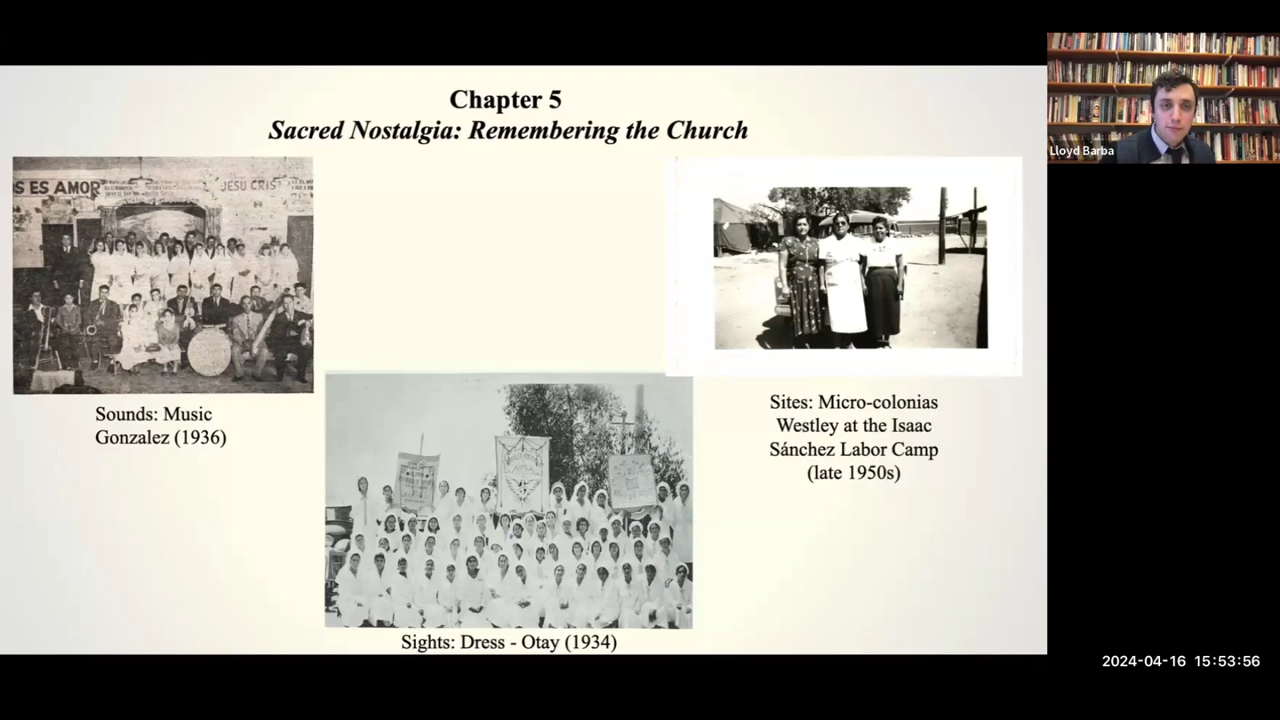 Chapter 5
Sacred Nostalgia: Remembering the Church
S ES AMOR
JESU CRIS
Lloyd Barba
Sounds: Music
Gonzalez (1936)
Sites: Micro-colonias
Westley at the Isaac
Sánchez Labor Camp
(late 1950s)
Sights: Dress - Otay (1934)
2024-04-16 15:53:56